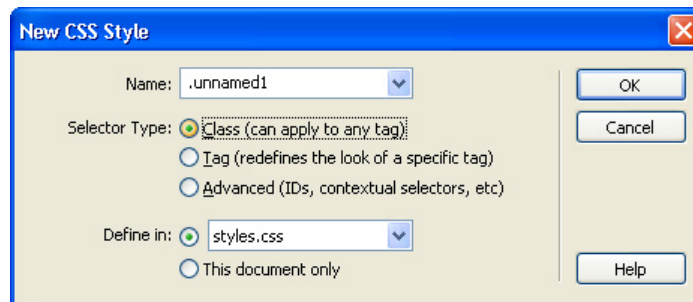 New CSS Style
Name: .unnamed1
OK
Selector Type: Class (can apply to any tag)
Cancel
Tag (redefines the look of a specific tag)
Advanced (IDs, contextual selectors, etc)
Define in: styles.css
This document only
Help